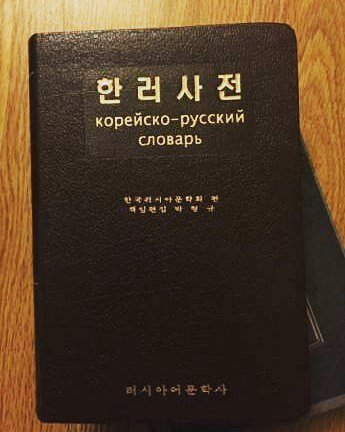 한러사전
корейско-русский
словарь
한국러시아문학회 편
책임편집 박 형 규
러시아어문학사